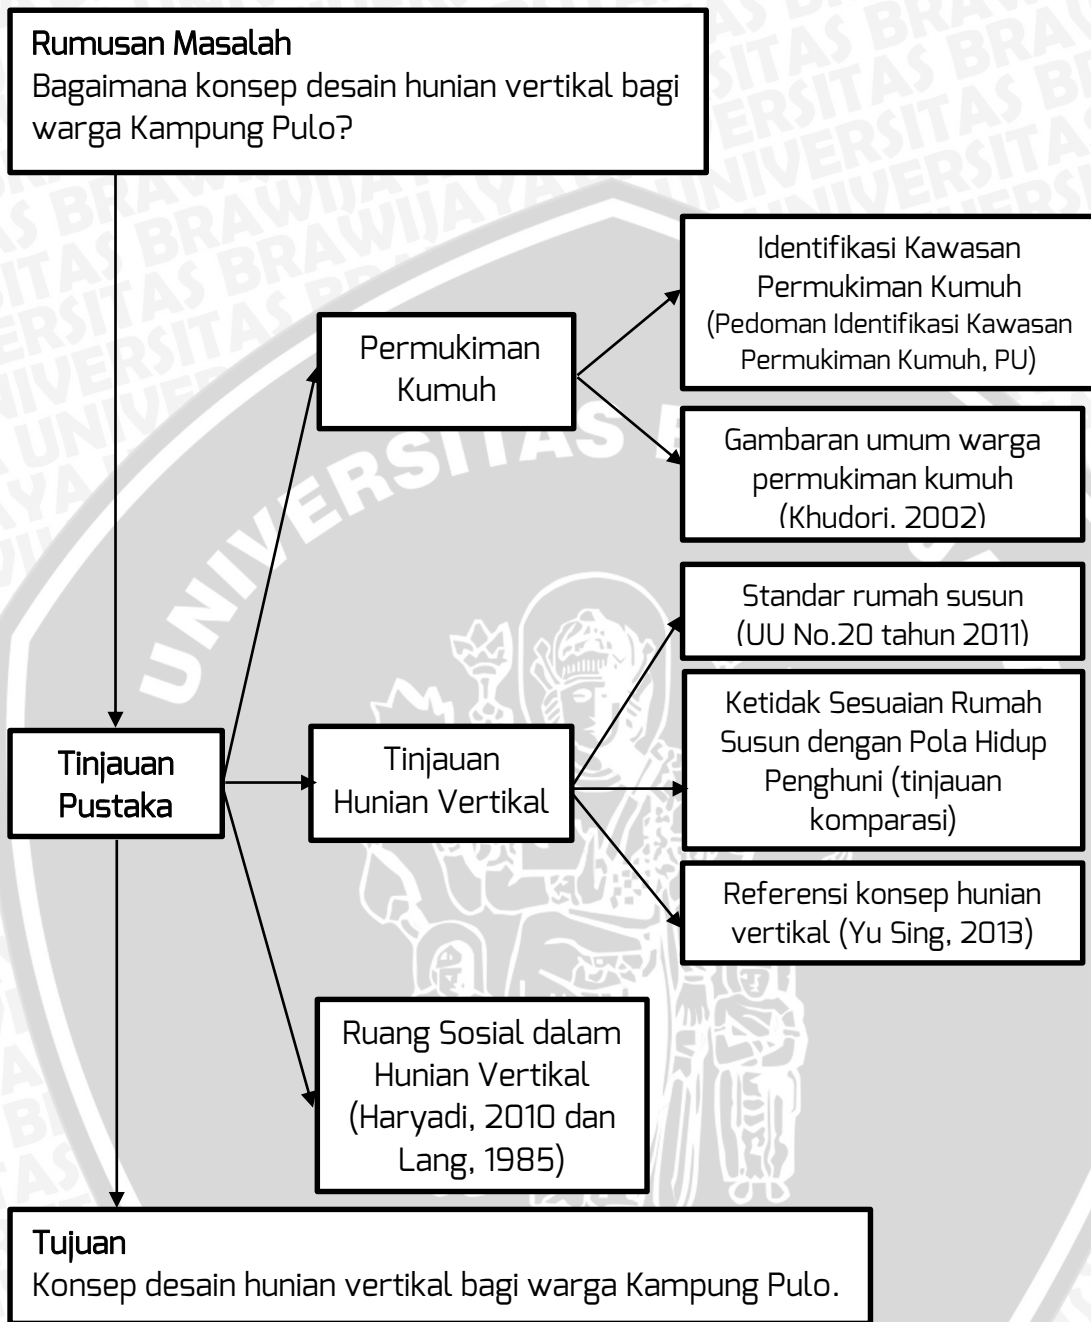 Rumusan Masalah
Bagaimana konsep desain hunian vertikal bagi
warga Kampung Pulo?
Identifikasi Kawasan
Permukiman Kumuh
(Pedoman Identifikasi Kawasan
Permukiman Kumuh, PU)
Permukiman
Kumuh
Gambaran umum warga
permukiman kumuh
(Khudori. 2002)
Standar rumah susun
(UU No.20 tahun 2011)
Tinjauan
Pustaka
Tinjauan
Hunian Vertikal
Ketidak Sesuaian Rumah
Susun dengan Pola Hidup
Penghuni (tinjauan
komparasi)
Referensi konsep hunian
vertikal (Yu Sing, 2013)
Ruang Sosial dalam
Hunian Vertikal
(Haryadi, 2010 dan
Lang, 1985)
Tujuan
Konsep desain hunian vertikal bagi warga Kampung Pulo.
UNIVERSITAS